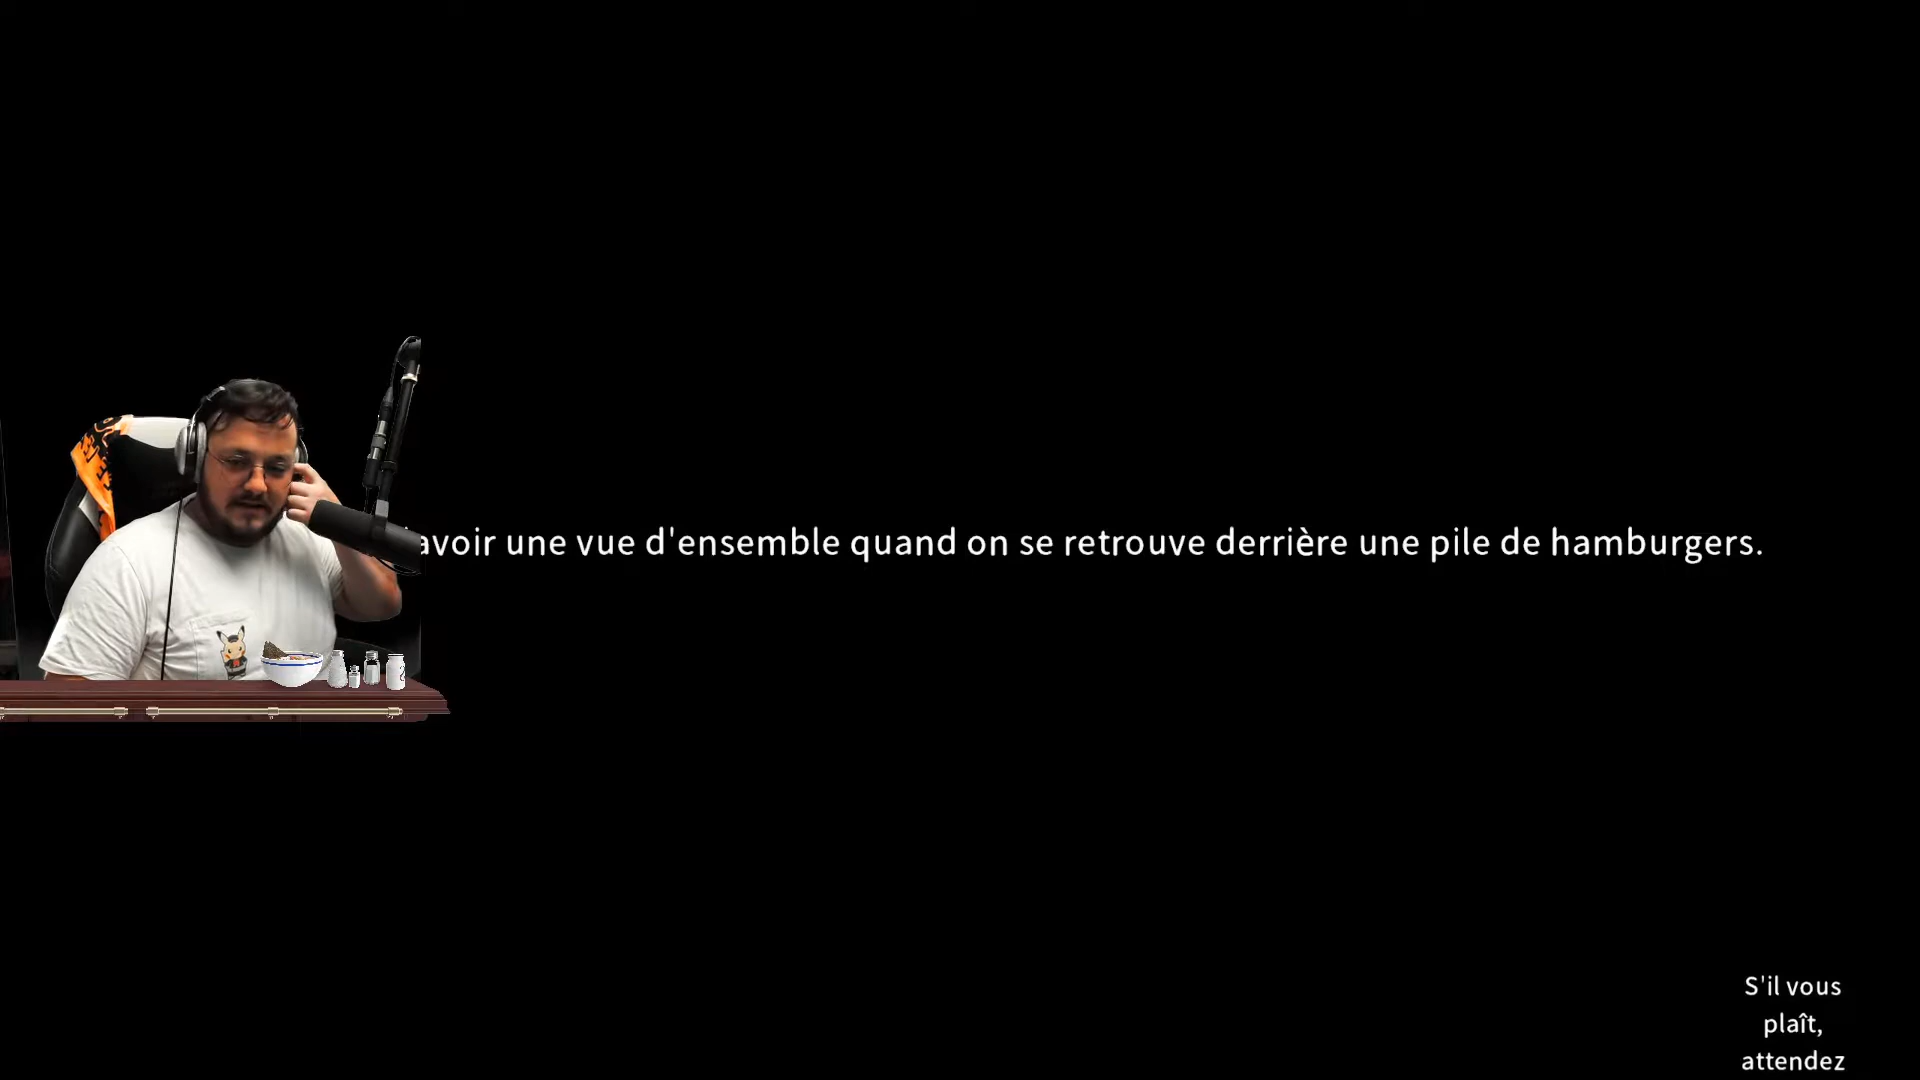 avoir une vue d'ensemble quand on se retrouve derrière une pile de hamburgers.
S'il vous
plaît,
attendez